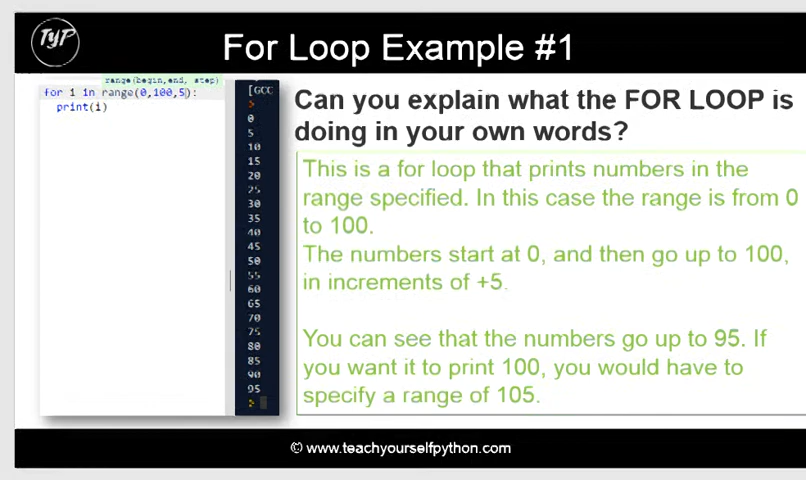 TYP
For Loop Example #1
range(begin,end, step)
for i in range(0,100,5):
print(i)
[GCC
>
0
5
10
15
20
25
30
35
40
45
50
55
60
65
70
75
80
85
90
95
>
Can you explain what the FOR LOOP is
doing in your own words?
This is a for loop that prints numbers in the
range specified. In this case the range is from 0
to 100.
The numbers start at 0, and then go up to 100,
in increments of +5.
You can see that the numbers go up to 95. If
you want it to print 100, you would have to
specify a range of 105.
© www.teachyourselfpython.com